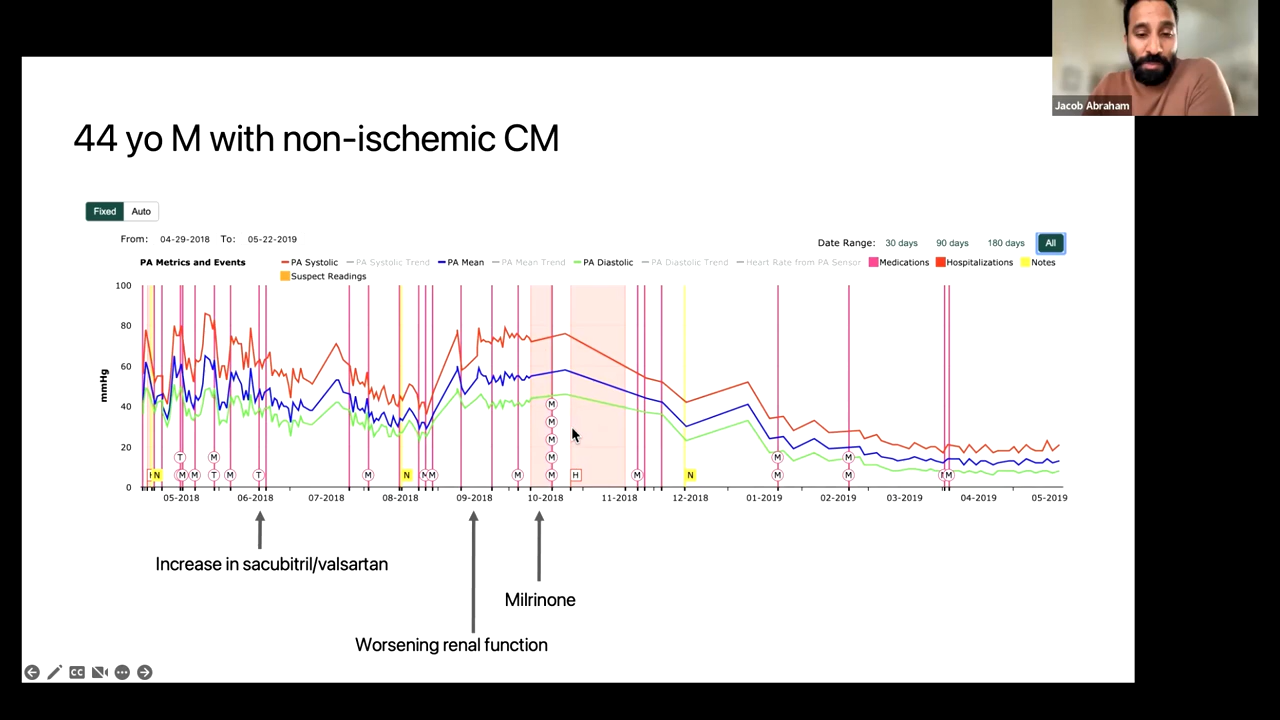 Jacob Abraham
44 yo M with non-ischemic CM
Fixed Auto
From: 04-29-2018 To: 05-22-2019
Date Range: 30 days 90 days 180 days All
PA Metrics and Events PA Systolic PA Systolic Trend PA Mean PA Mean Trend PA Diastolic PA Diastolic Trend Heart Rate from PA Sensor Medications Hospitalizations Notes
Suspect Readings
100
80
60
40
20
0
mmHg
M
M
M
T M M M M M
N T M M T M N M M M M H M N M M M
05-2018 06-2018 07-2018 08-2018 09-2018 10-2018 11-2018 12-2018 01-2019 02-2019 03-2019 04-2019 05-2019
Increase in sacubitril/valsartan
Milrinone
Worsening renal function
CC